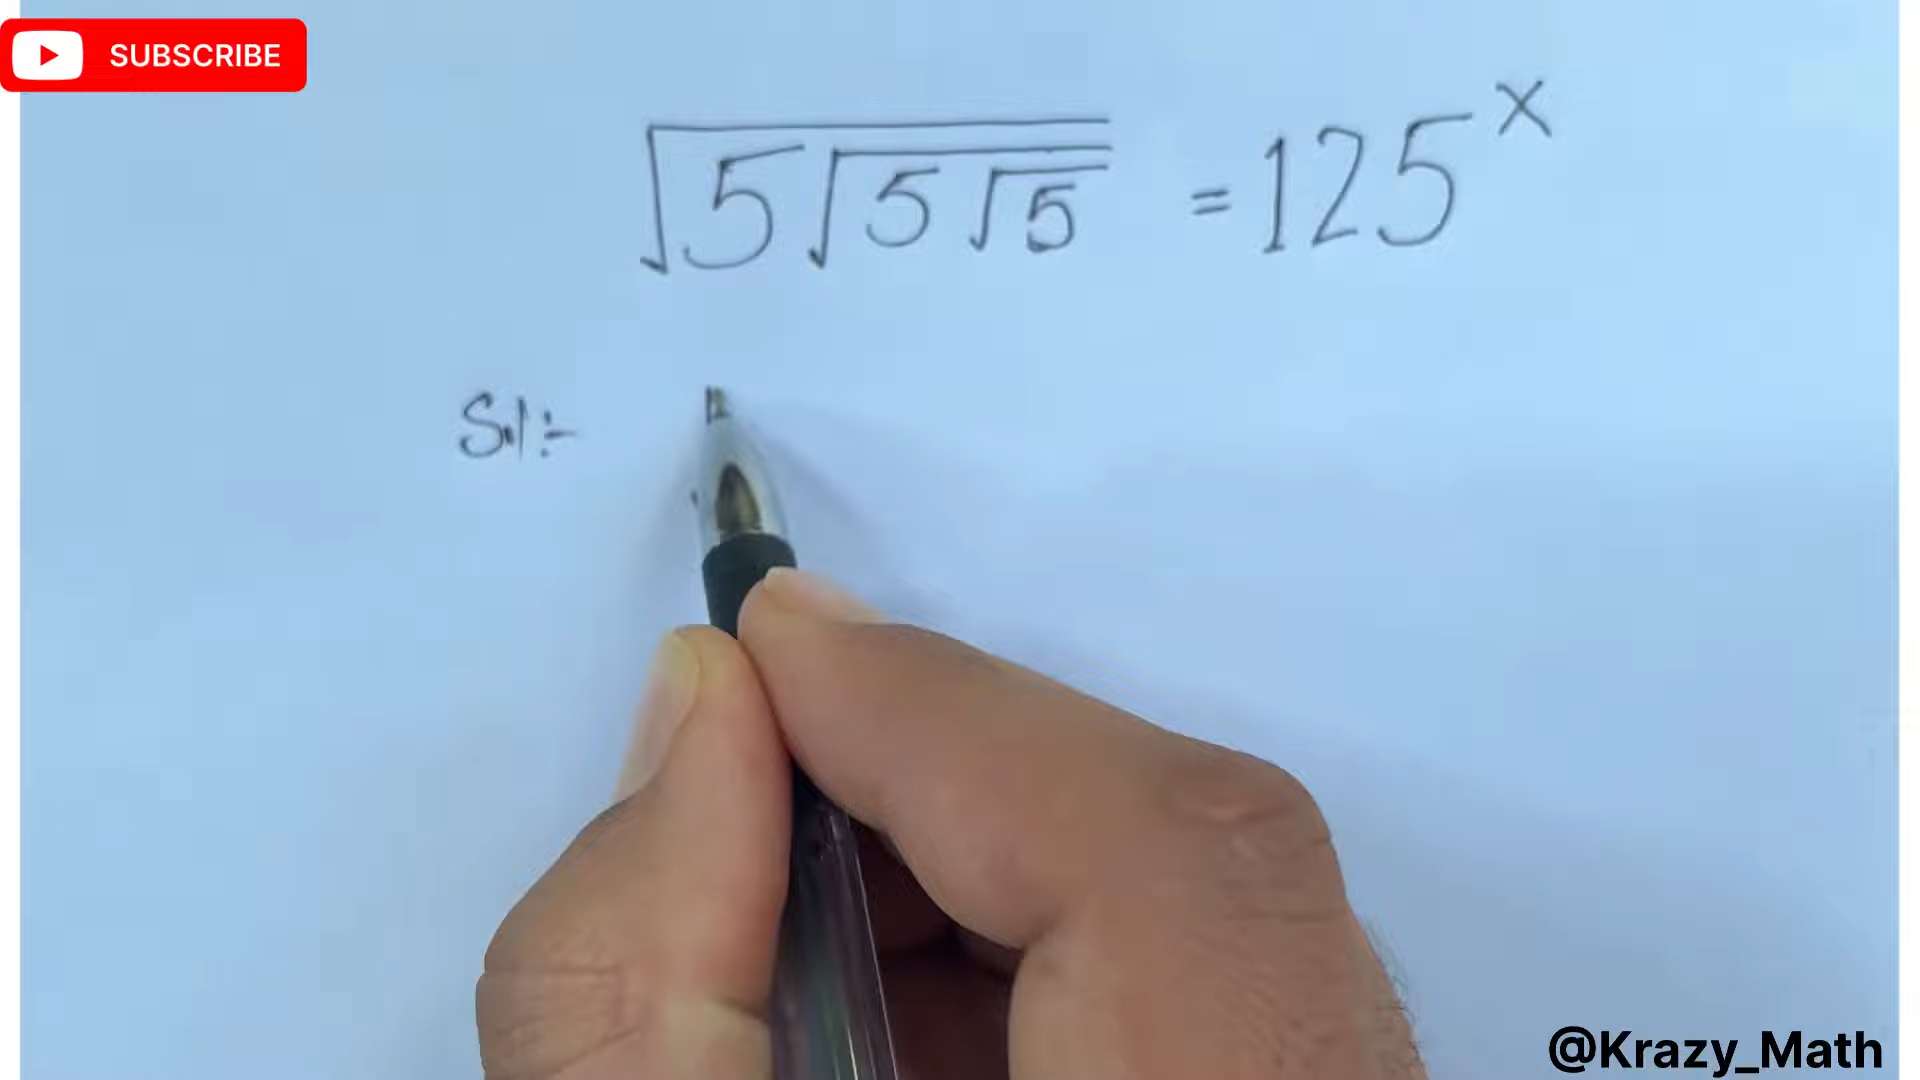 SUBSCRIBE
√5√5√5 = 125^x
Sol:-
@Krazy_Math